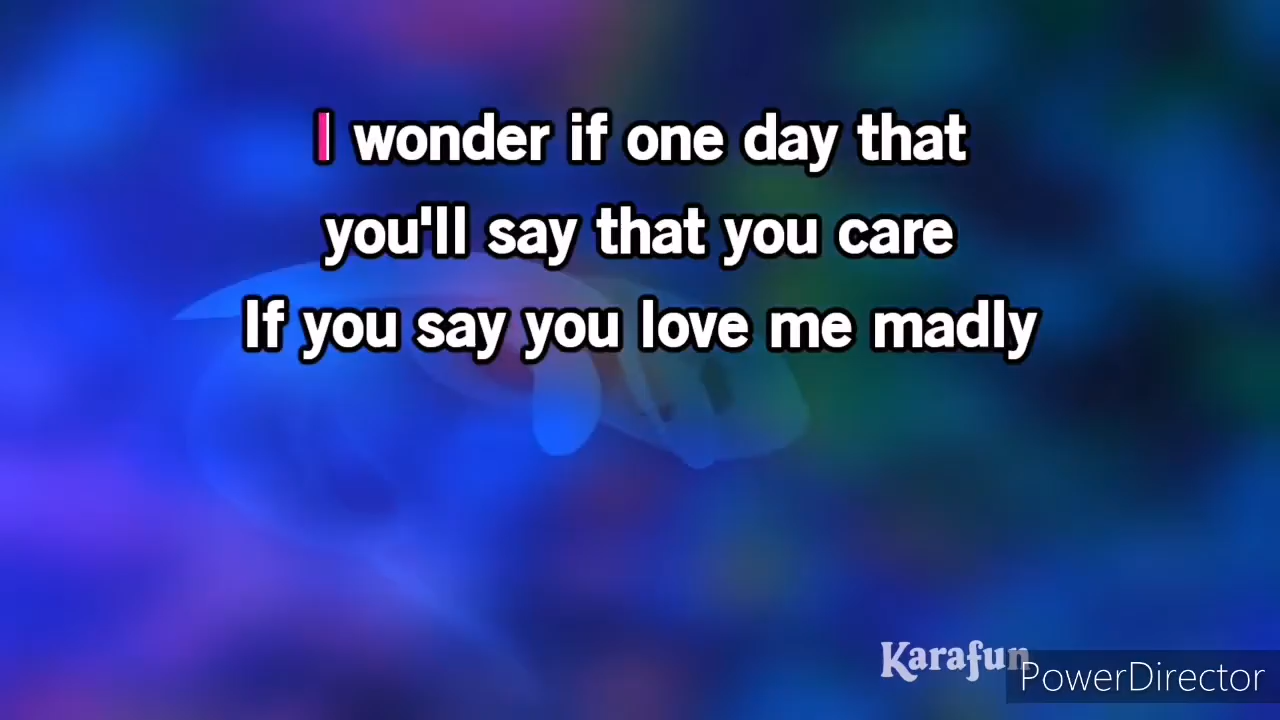 I wonder if one day that
you'll say that you care
If you say you love me madly
Karafun
PowerDirector